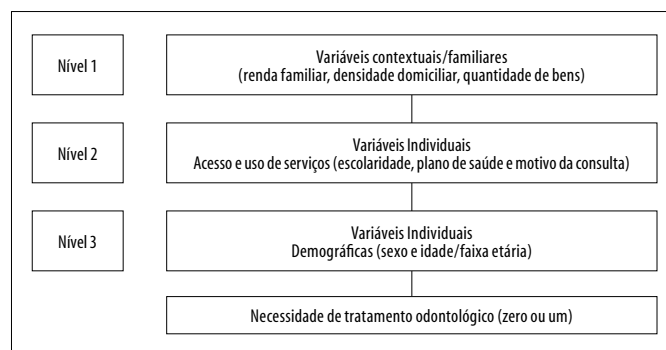 Nível 1
Variáveis contextuais/familiares
(renda familiar, densidade domiciliar, quantidade de bens)
Nível 2
Variáveis Individuais
Acesso e uso de serviços (escolaridade, plano de saúde e motivo da consulta)
Nível 3
Variáveis Individuais
Demográficas (sexo e idade/faixa etária)
Necessidade de tratamento odontológico (zero ou um)